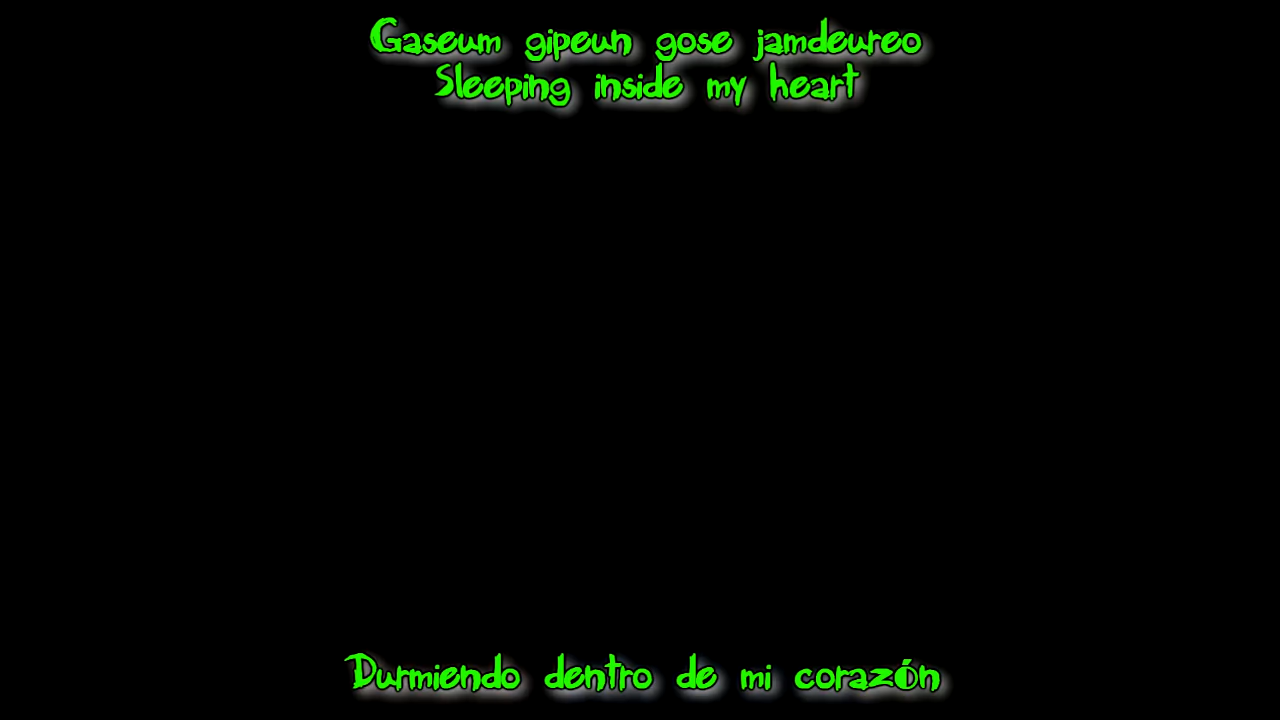 Gaseum gipeun gose jamdeureo
Sleeping inside my heart
Durmiendo dentro de mi corazón